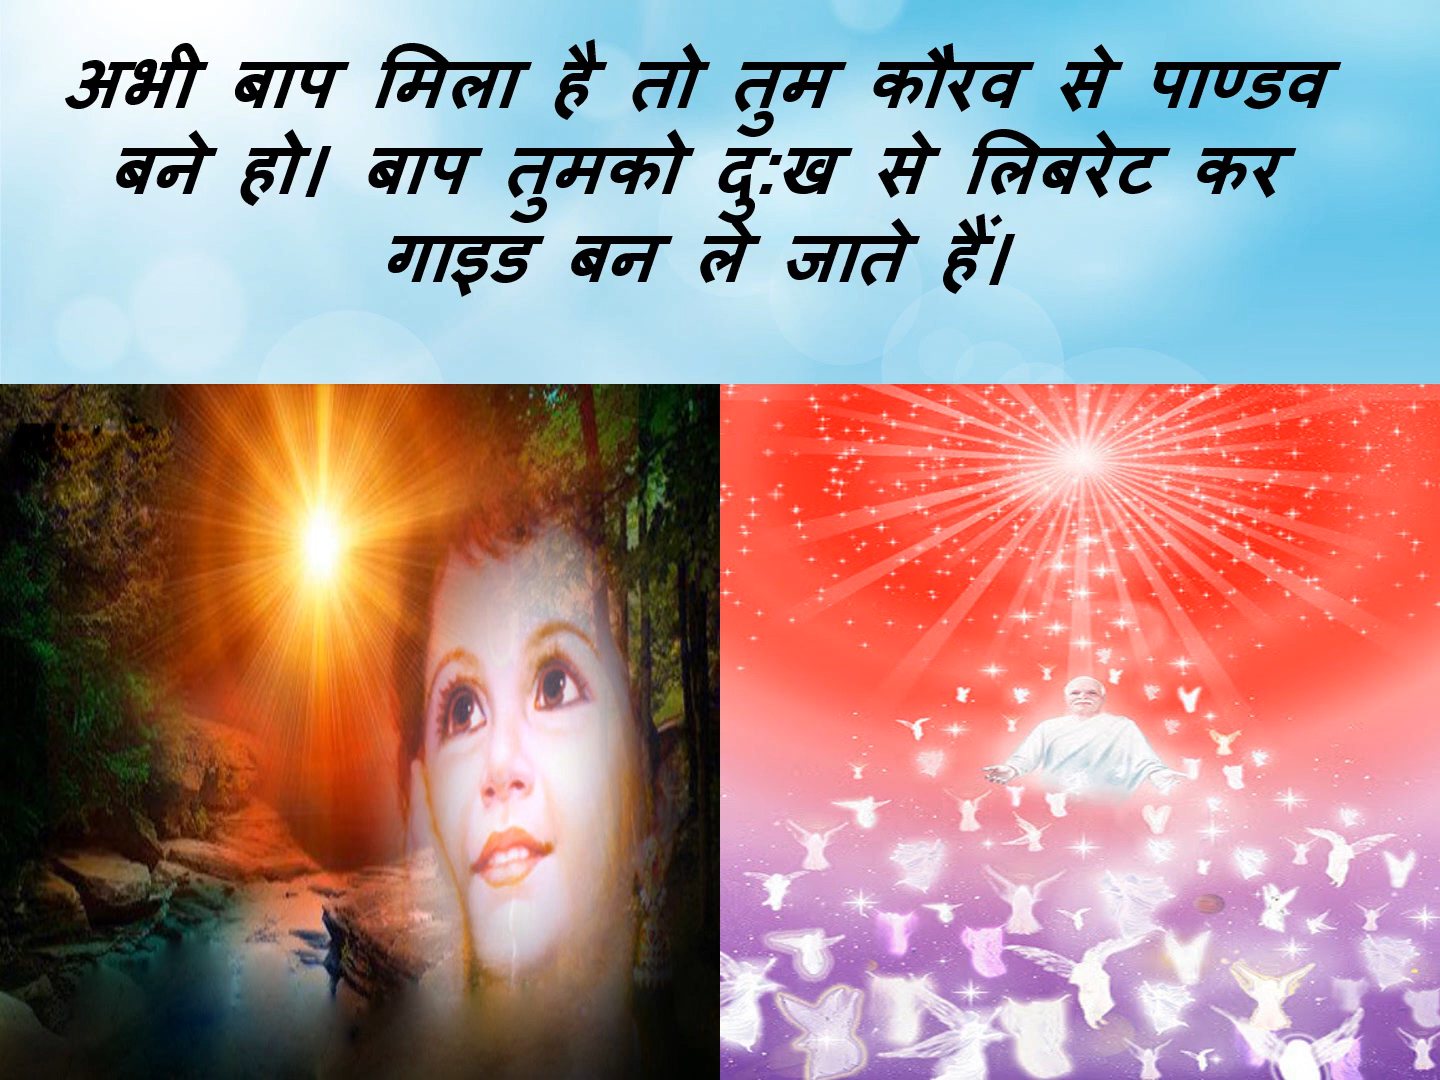 अभी बाप मिला है तो तुम कौरव से पाण्डव
बने हो। बाप तुमको दु:ख से लिबरेट कर
गाइड बन ले जाते हैं।